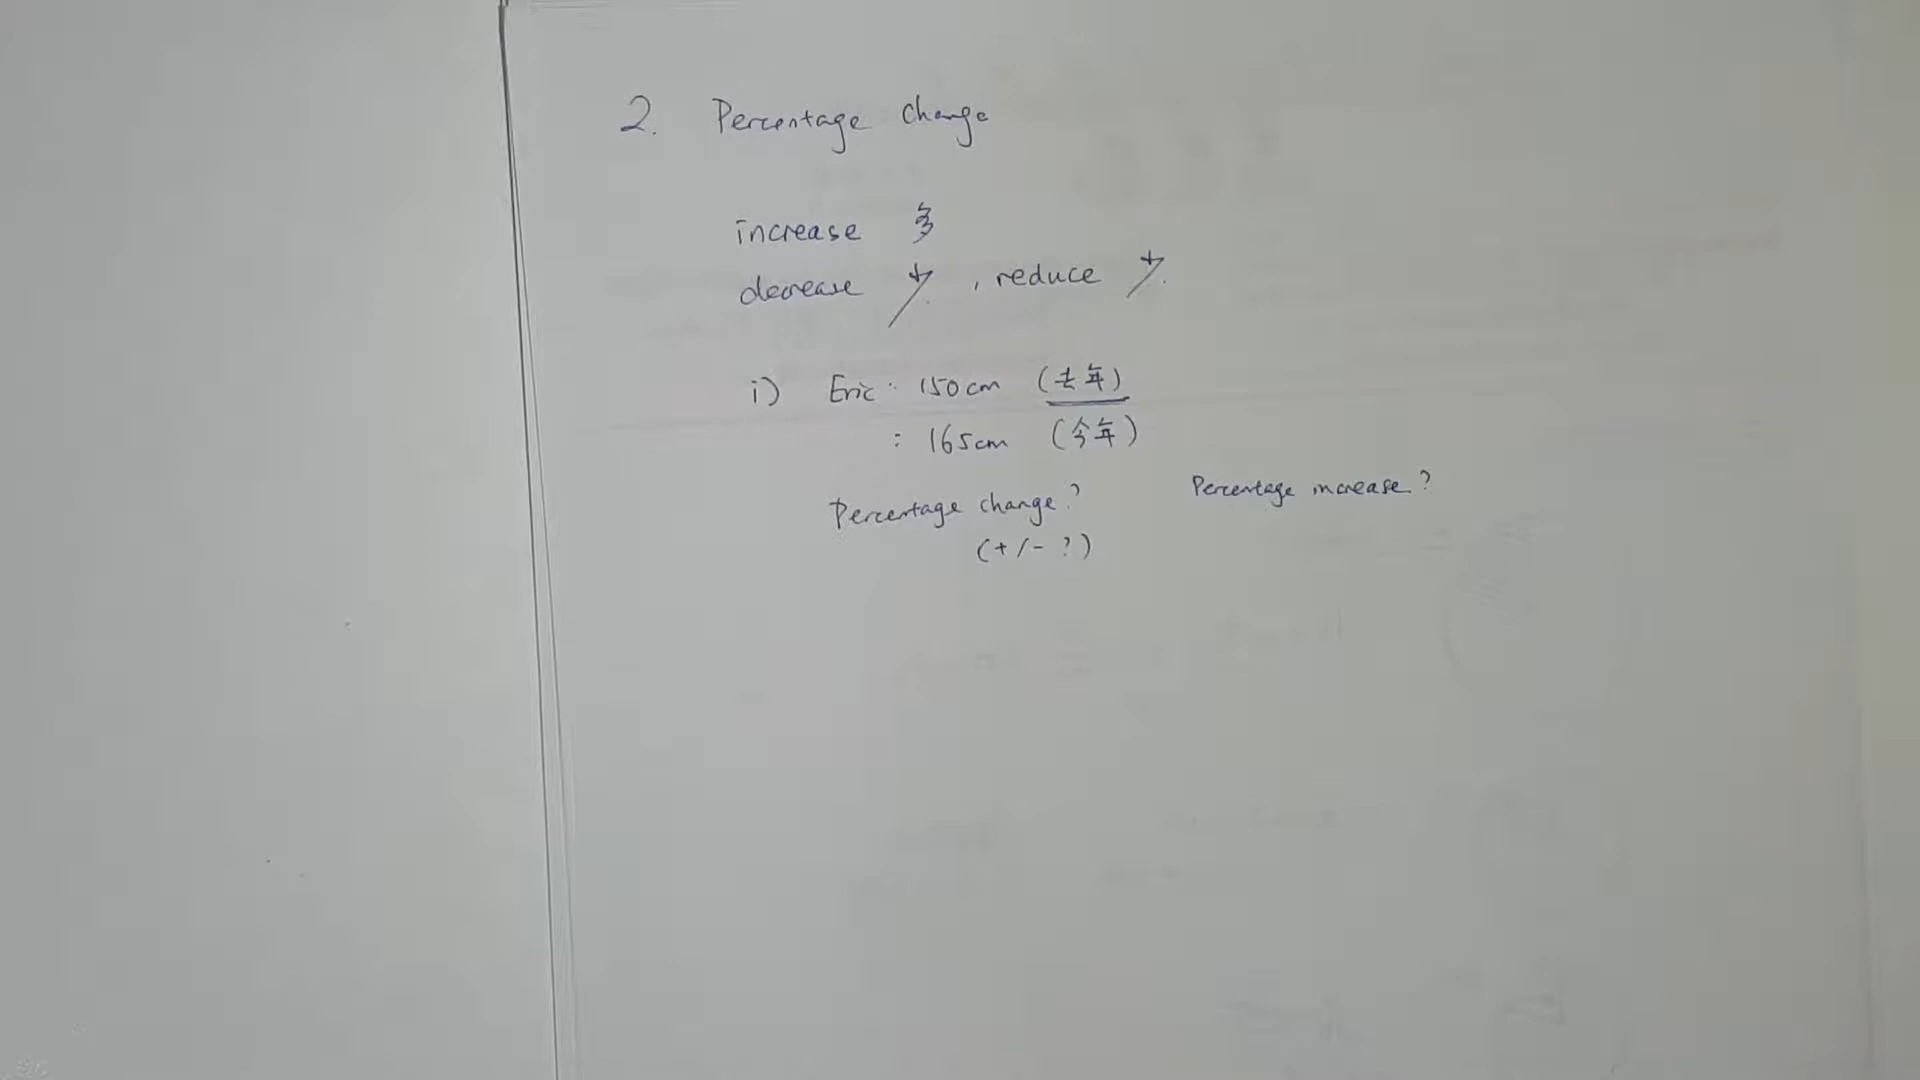 2. Percentage change
increase 多
decrease 少, reduce 少
i) Eric: 150cm (去年)
: 165cm (今年)
Percentage change? Percentage increase?
(+/- ?)